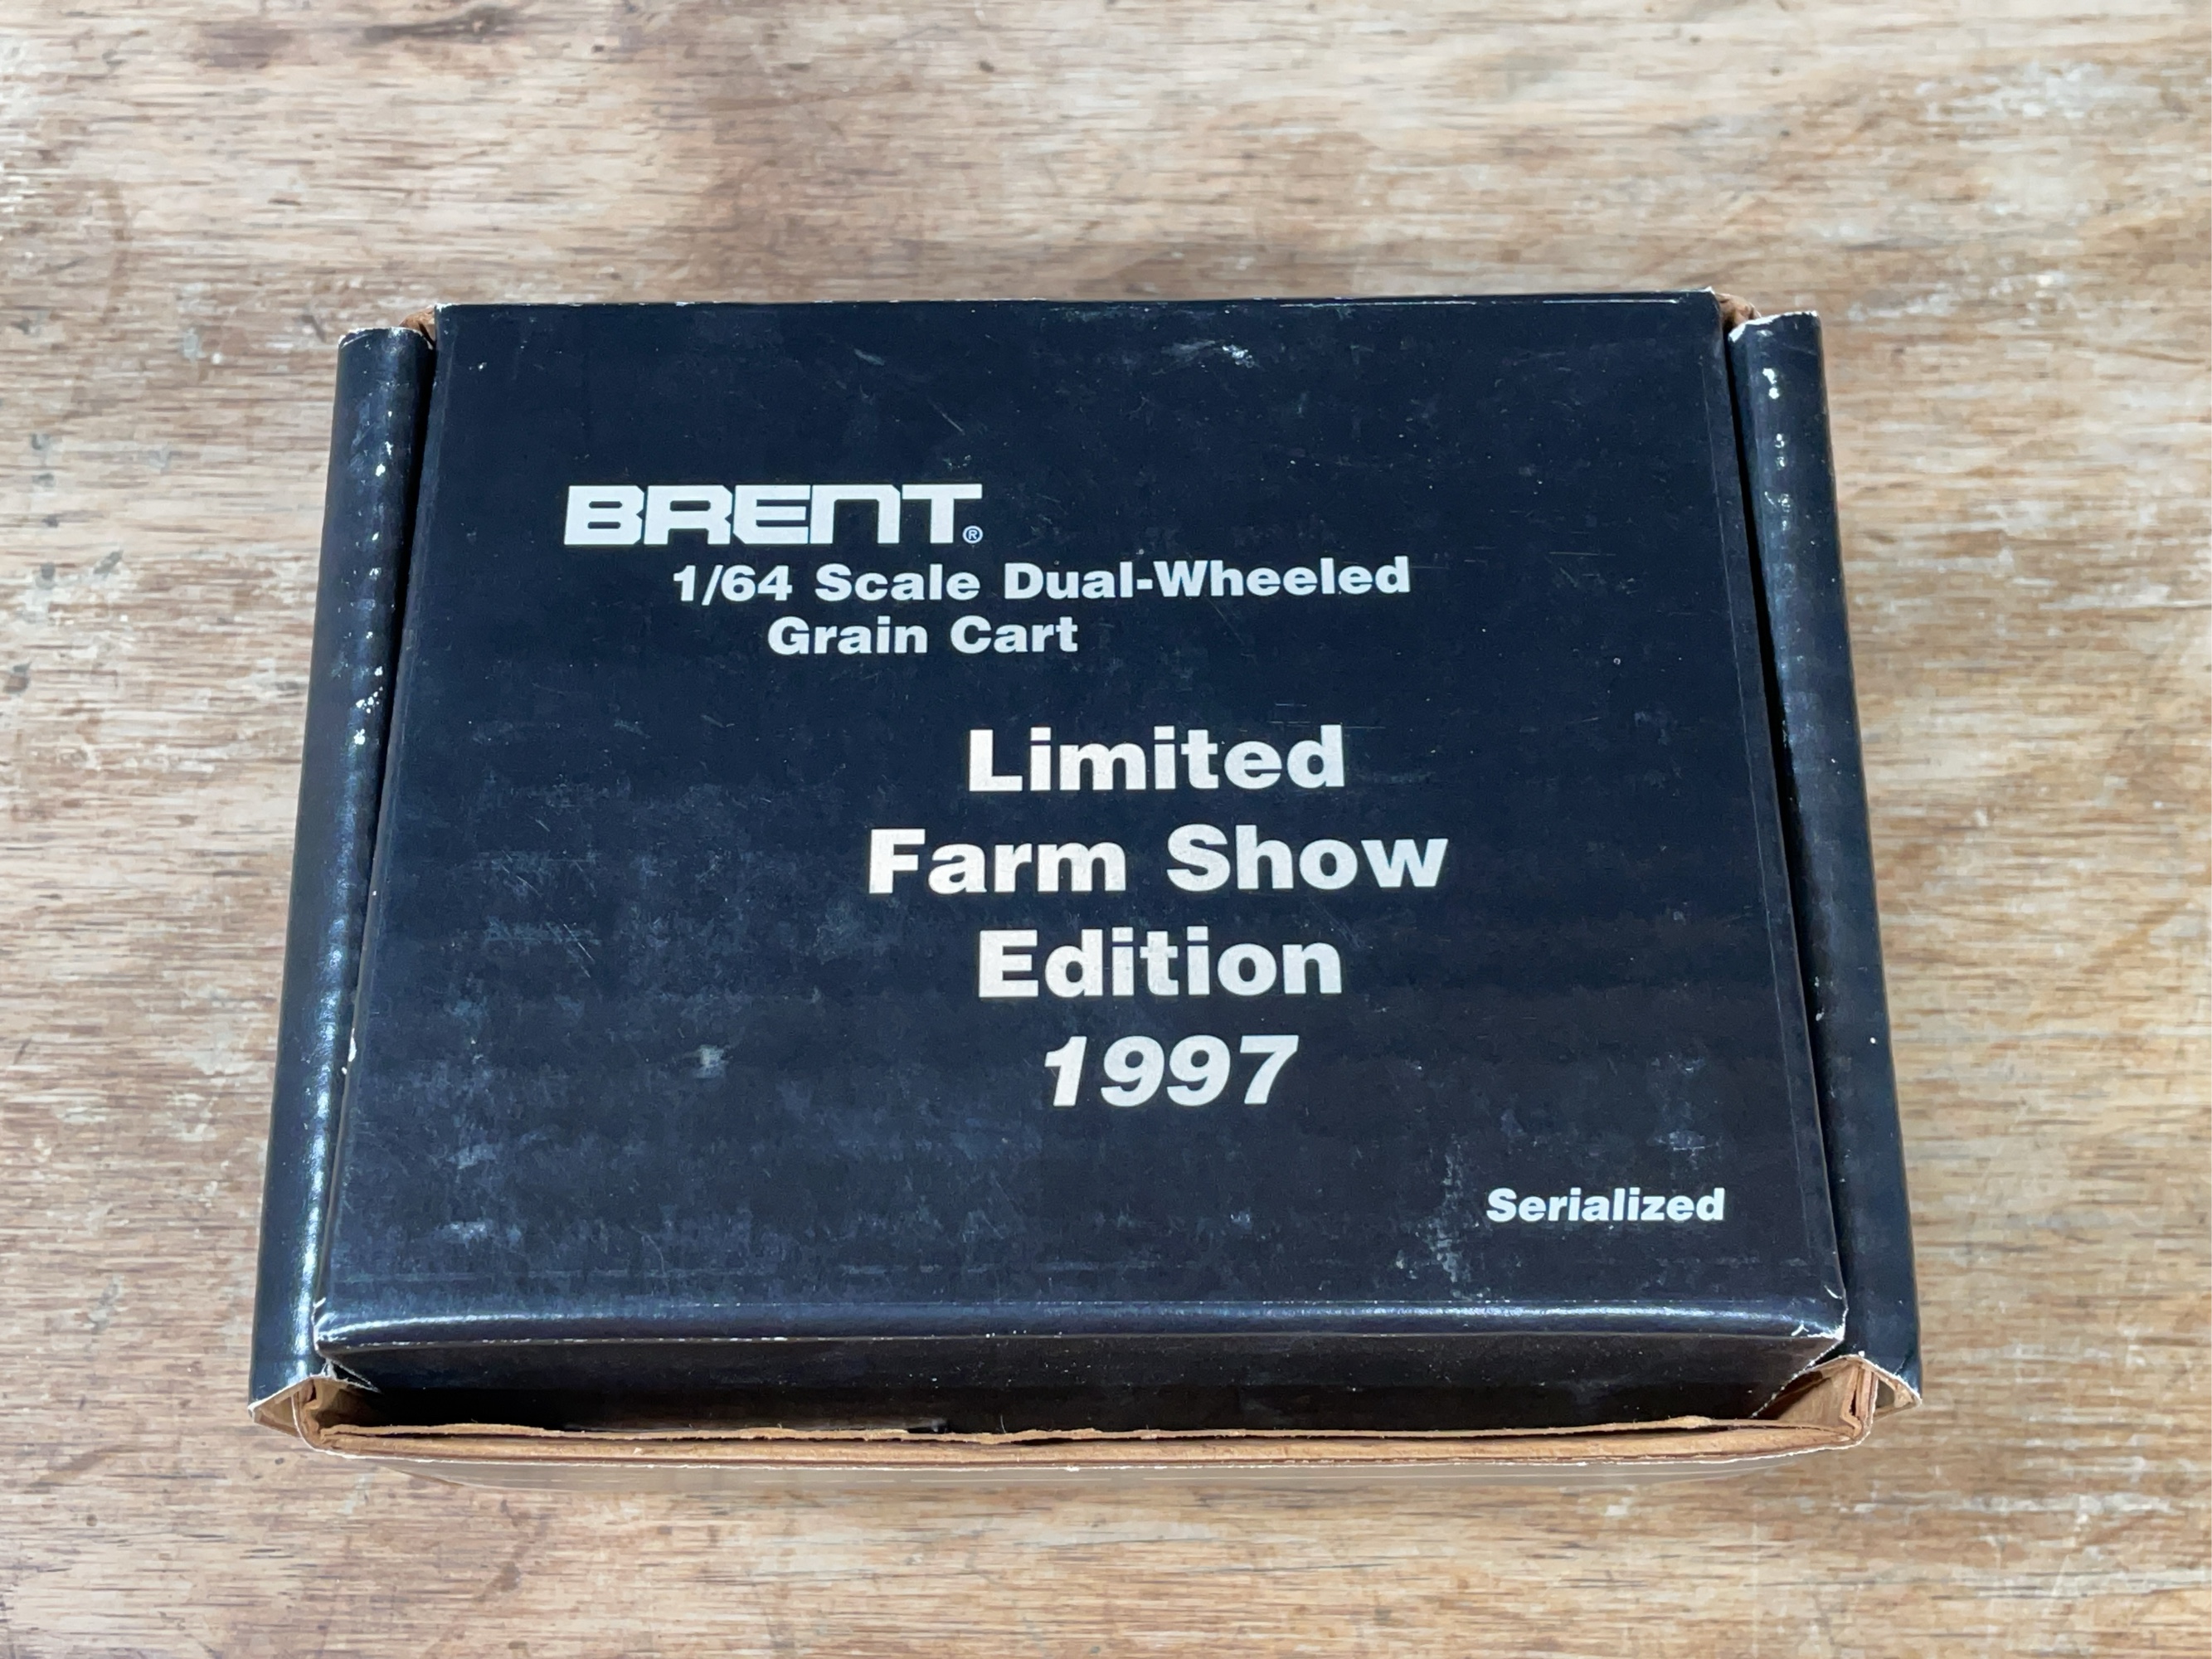 BRENT®
1/64 Scale Dual-Wheeled
Grain Cart
Limited
Farm Show
Edition
1997
Serialized